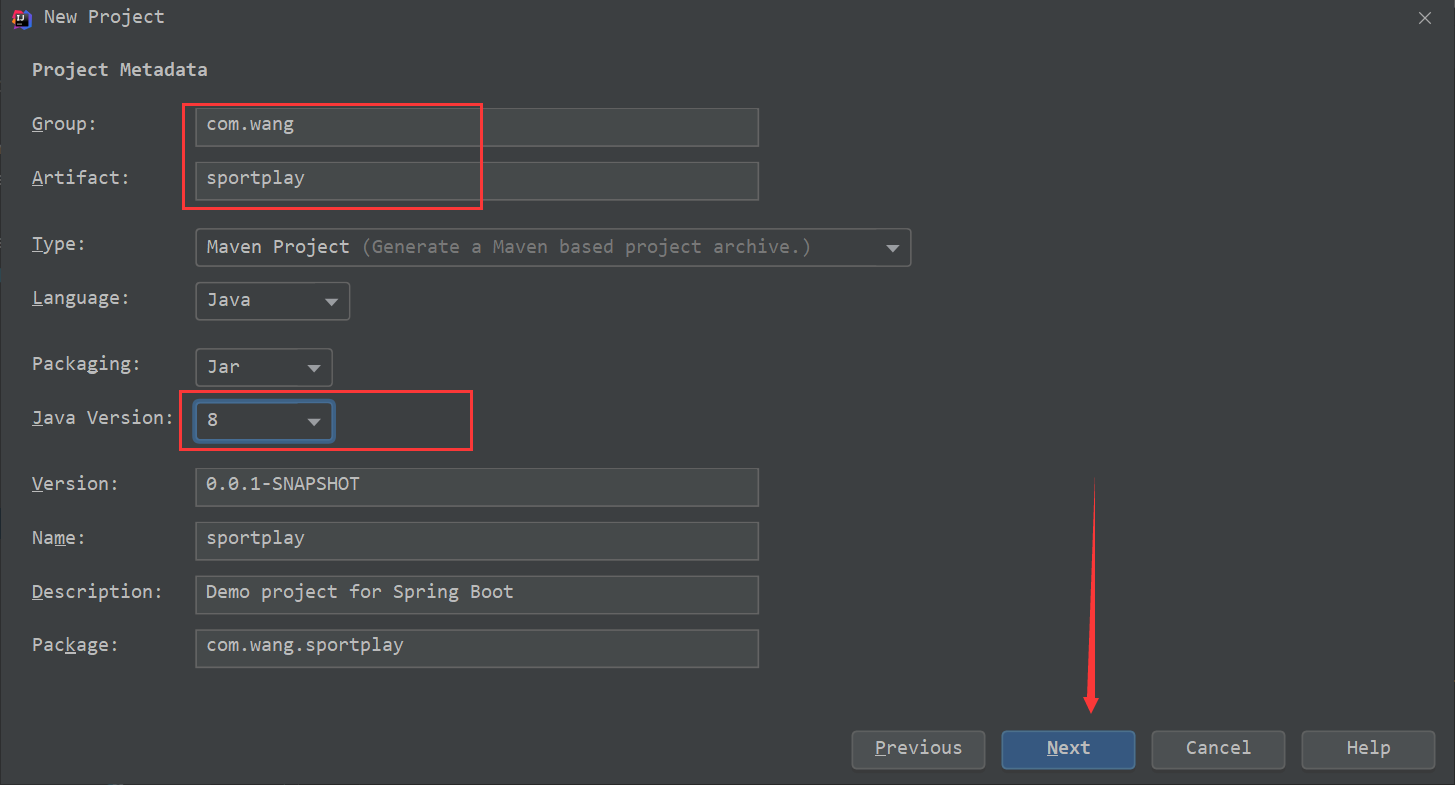 New Project
Project Metadata
Group: com.wang
Artifact: sportplay
Type: Maven Project (Generate a Maven based project archive.)
Language: Java
Packaging: Jar
Java Version: 8
Version: 0.0.1-SNAPSHOT
Name: sportplay
Description: Demo project for Spring Boot
Package: com.wang.sportplay
Previous Next Cancel Help